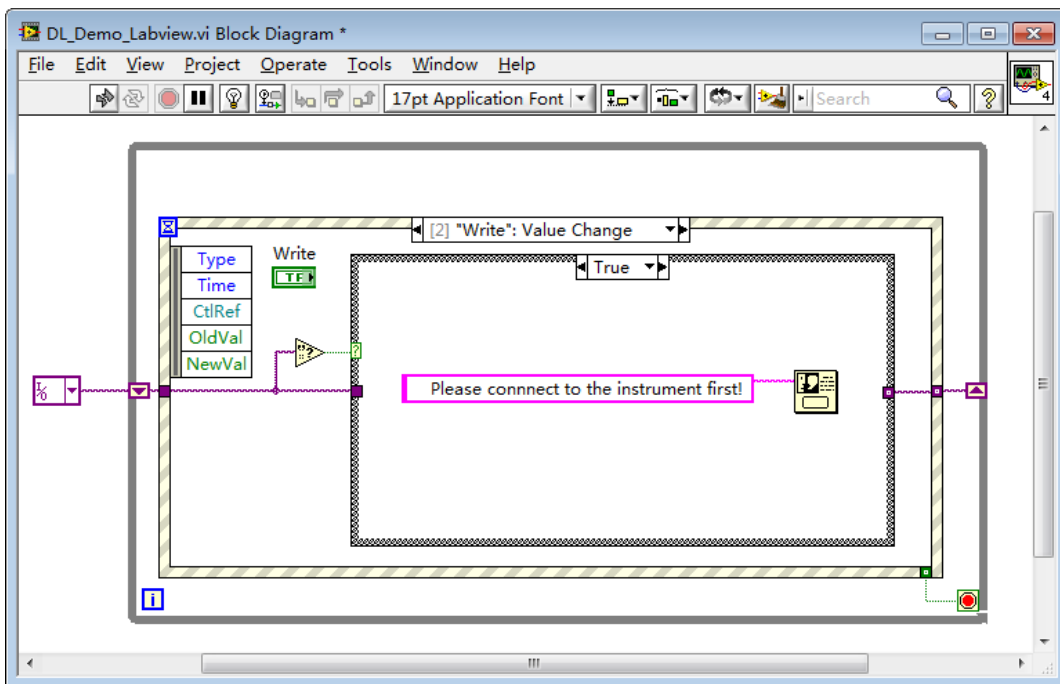 DL_Demo_Labview.vi Block Diagram *
File Edit View Project Operate Tools Window Help
17pt Application Font
Search
?
4
[2] "Write": Value Change
Type
Time
CtlRef
OldVal
NewVal
Write
TF
True
?
?
I/O
Please connnect to the instrument first!
i